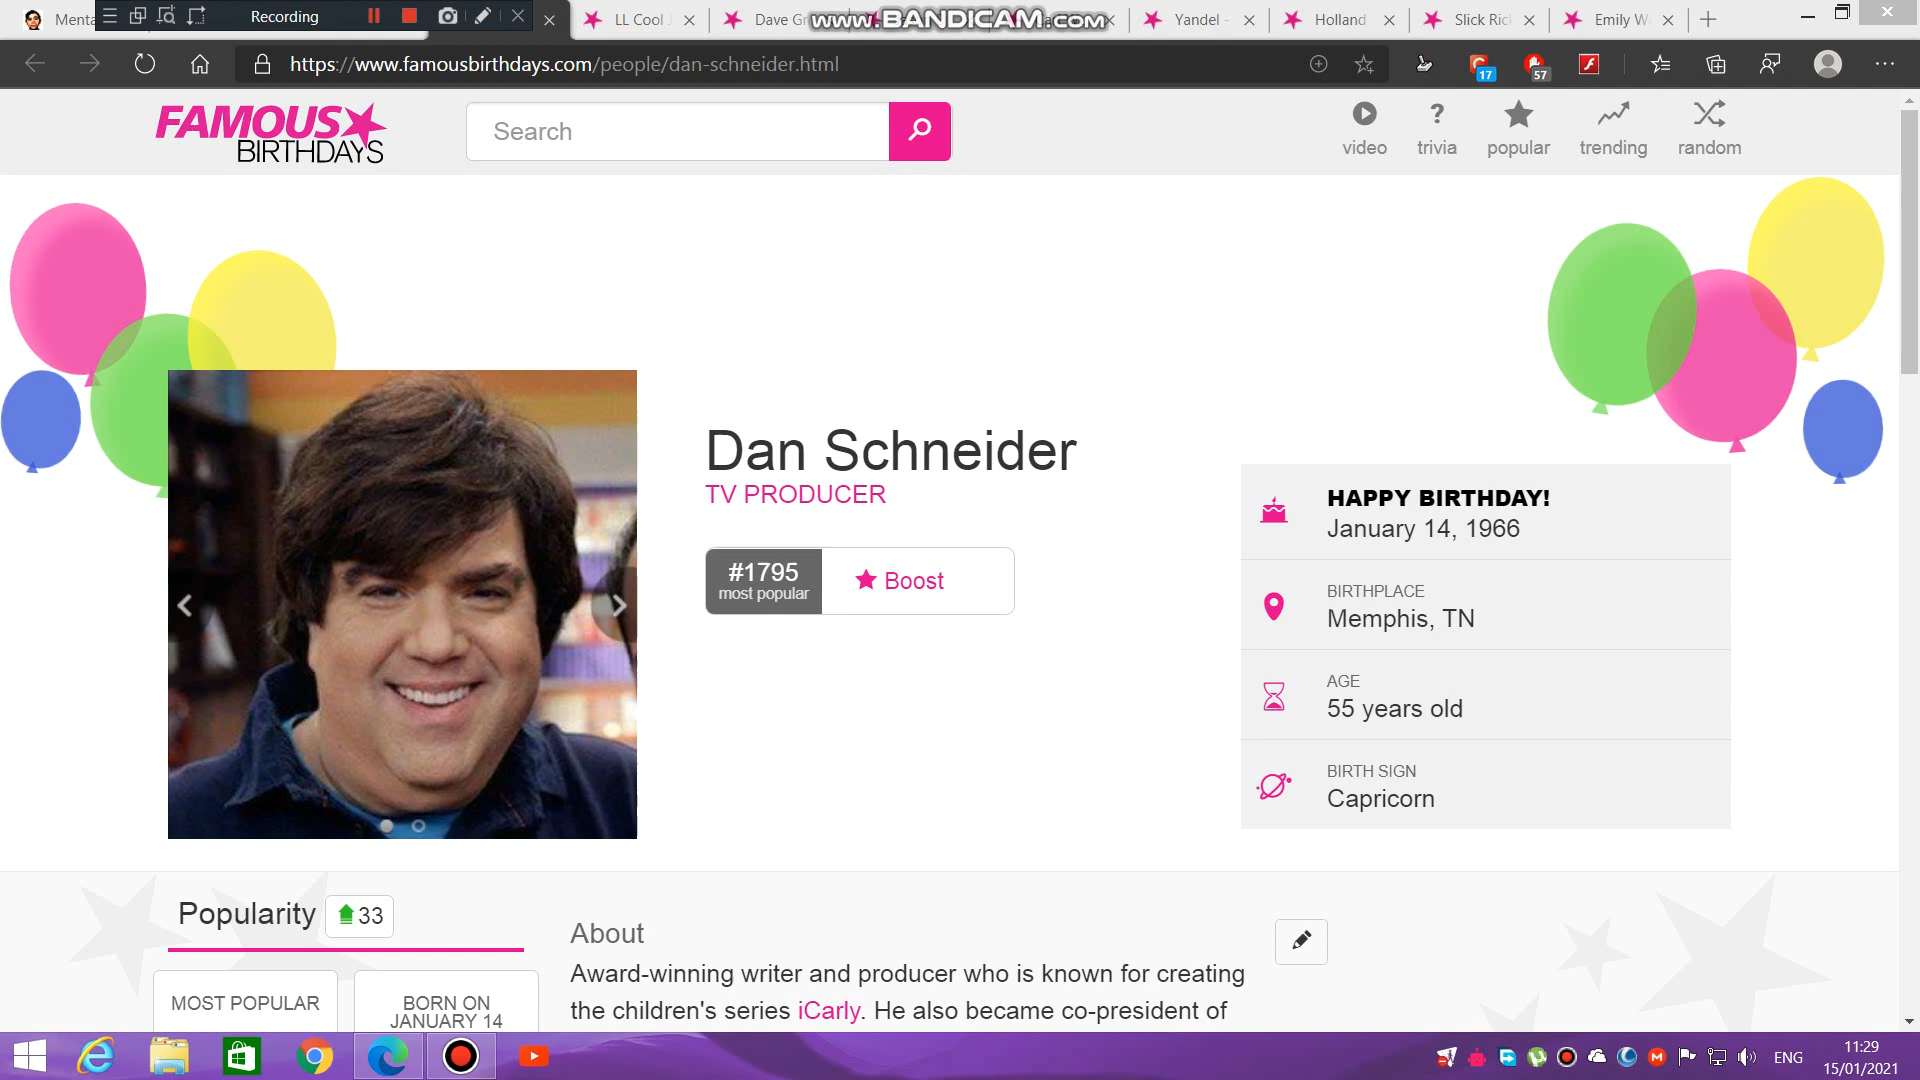 Menta
Recording
LL Cool J
Dave Gr
www.BANDICAM.com
Yandel -
Holland
Slick Ric
Emily W
https://www.famousbirthdays.com/people/dan-schneider.html
17
57
FAMOUS
BIRTHDAYS
Search
video
trivia
popular
trending
random
Dan Schneider
TV PRODUCER
#1795
most popular
Boost
HAPPY BIRTHDAY!
January 14, 1966
BIRTHPLACE
Memphis, TN
AGE
55 years old
BIRTH SIGN
Capricorn
Popularity 33
MOST POPULAR
BORN ON
JANUARY 14
About
Award-winning writer and producer who is known for creating
the children's series iCarly. He also became co-president of
ENG
11:29
15/01/2021